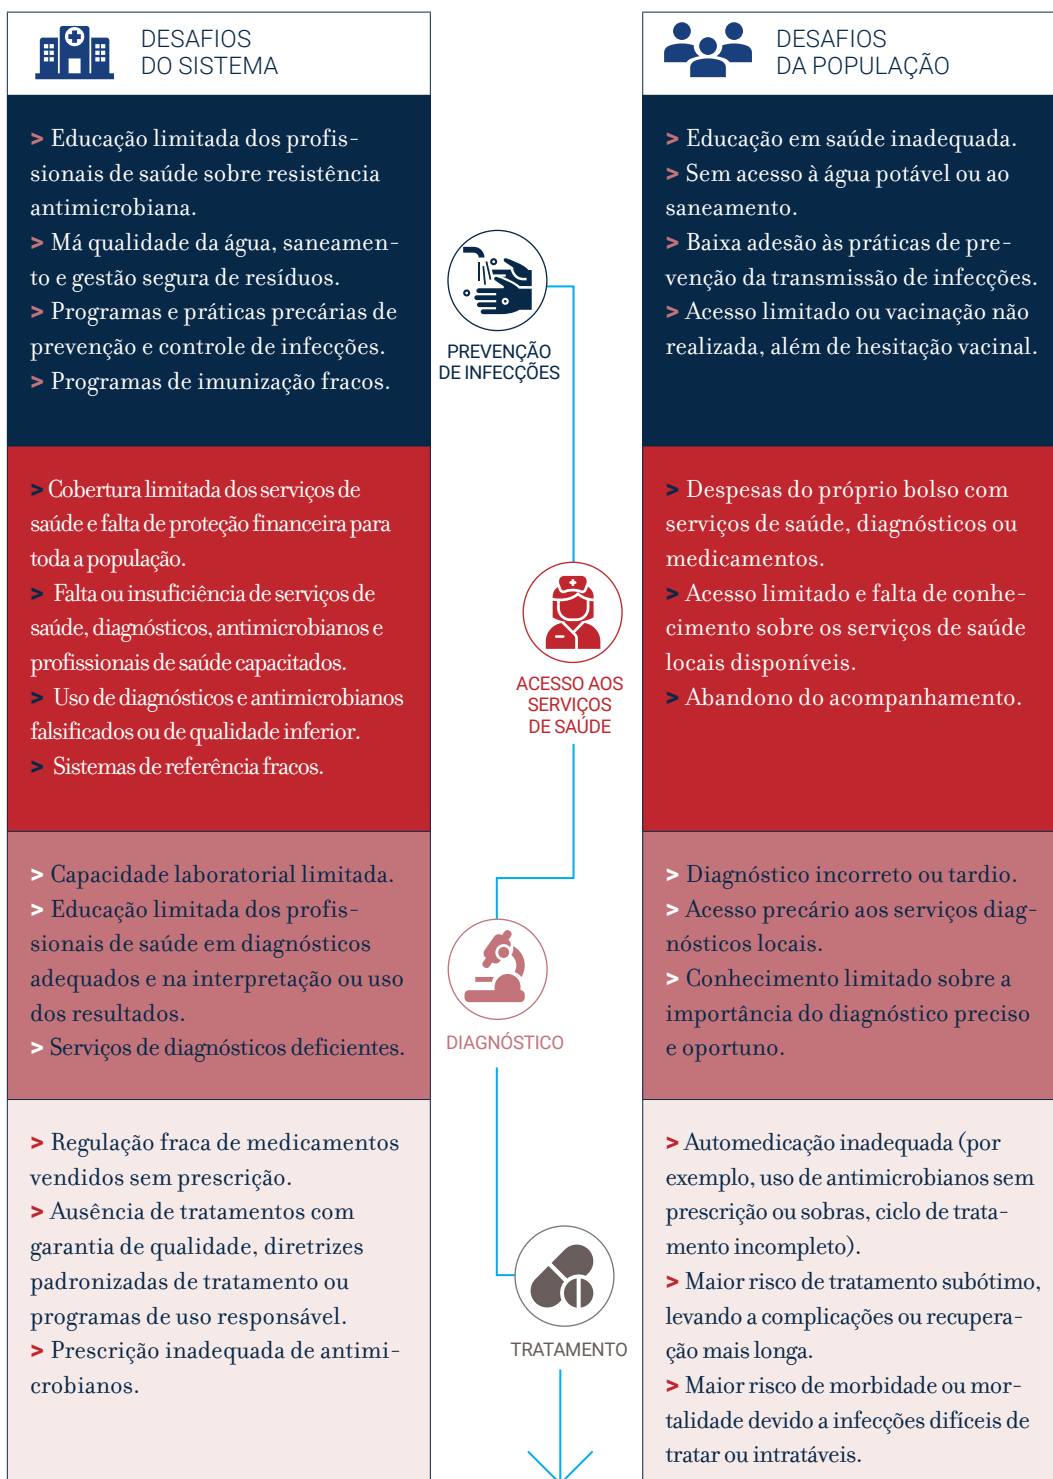 DESAFIOS
DO SISTEMA
DESAFIOS
DA POPULAÇÃO
> Educação limitada dos profis-
sionais de saúde sobre resistência
antimicrobiana.
> Má qualidade da água, saneamen-
to e gestão segura de resíduos.
> Programas e práticas precárias de
prevenção e controle de infecções.
> Programas de imunização fracos.
PREVENÇÃO
DE INFECÇÕES
> Educação em saúde inadequada.
> Sem acesso à água potável ou ao
saneamento.
> Baixa adesão às práticas de pre-
venção da transmissão de infecções.
> Acesso limitado ou vacinação não
realizada, além de hesitação vacinal.
> Cobertura limitada dos serviços de
saúde e falta de proteção financeira para
toda a população.
> Falta ou insuficiência de serviços de
saúde, diagnósticos, antimicrobianos e
profissionais de saúde capacitados.
> Uso de diagnósticos e antimicrobianos
falsificados ou de qualidade inferior.
> Sistemas de referência fracos.
ACESSO AOS
SERVIÇOS
DE SAÚDE
> Despesas do próprio bolso com
serviços de saúde, diagnósticos ou
medicamentos.
> Acesso limitado e falta de conhe-
cimento sobre os serviços de saúde
locais disponíveis.
> Abandono do acompanhamento.
> Capacidade laboratorial limitada.
> Educação limitada dos profis-
sionais de saúde em diagnósticos
adequados e na interpretação ou uso
dos resultados.
> Serviços de diagnósticos deficientes.
DIAGNÓSTICO
> Diagnóstico incorreto ou tardio.
> Acesso precário aos serviços diag-
nósticos locais.
> Conhecimento limitado sobre a
importância do diagnóstico preciso
e oportuno.
> Regulação fraca de medicamentos
vendidos sem prescrição.
> Ausência de tratamentos com
garantia de qualidade, diretrizes
padronizadas de tratamento ou
programas de uso responsável.
> Prescrição inadequada de antimi-
crobianos.
TRATAMENTO
> Automedicação inadequada (por
exemplo, uso de antimicrobianos sem
prescrição ou sobras, ciclo de trata-
mento incompleto).
> Maior risco de tratamento subótimo,
levando a complicações ou recupera-
ção mais longa.
> Maior risco de morbidade ou mor-
talidade devido a infecções difíceis de
tratar ou intratáveis.